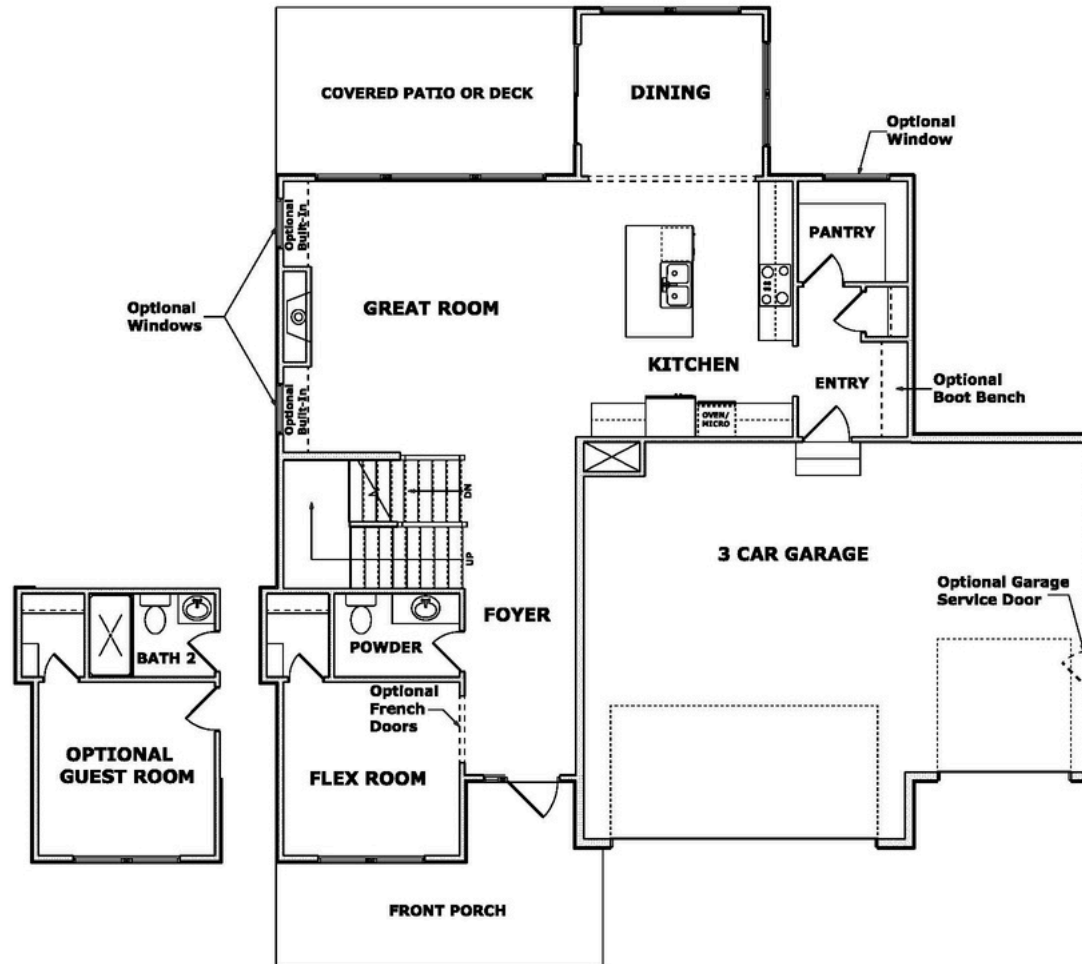 COVERED PATIO OR DECK
DINING
Optional
Window
PANTRY
Optional
Built-In
GREAT ROOM
Optional
Windows
KITCHEN
ENTRY
Optional
Boot Bench
Optional
Built-In
OVEN/
MICRO
DN
UP
3 CAR GARAGE
Optional Garage
Service Door
FOYER
POWDER
BATH 2
Optional
French
Doors
OPTIONAL
GUEST ROOM
FLEX ROOM
FRONT PORCH